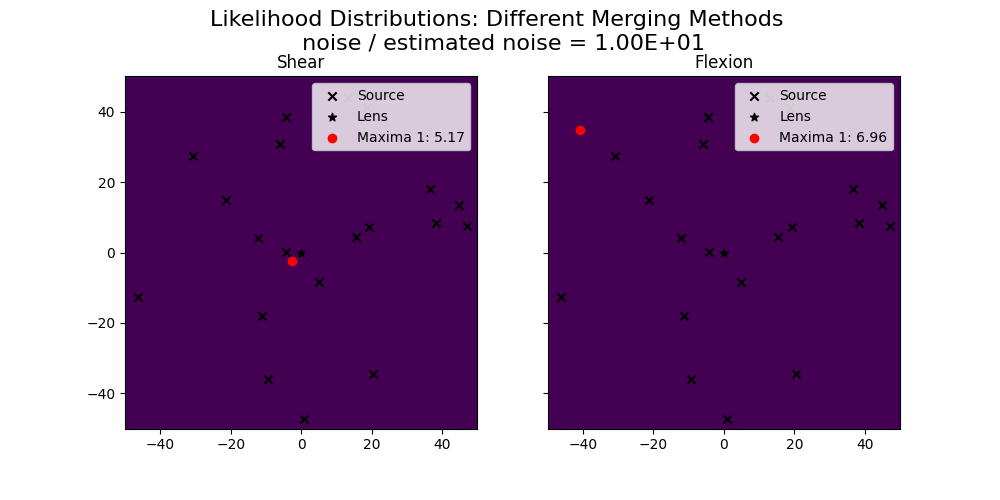 Likelihood Distributions: Different Merging Methods
noise / estimated noise = 1.00E+01
Shear
Flexion
Source
Lens
Maxima 1: 5.17
Source
Lens
Maxima 1: 6.96
40
20
0
−20
−40
−40 −20 0 20 40
−40 −20 0 20 40